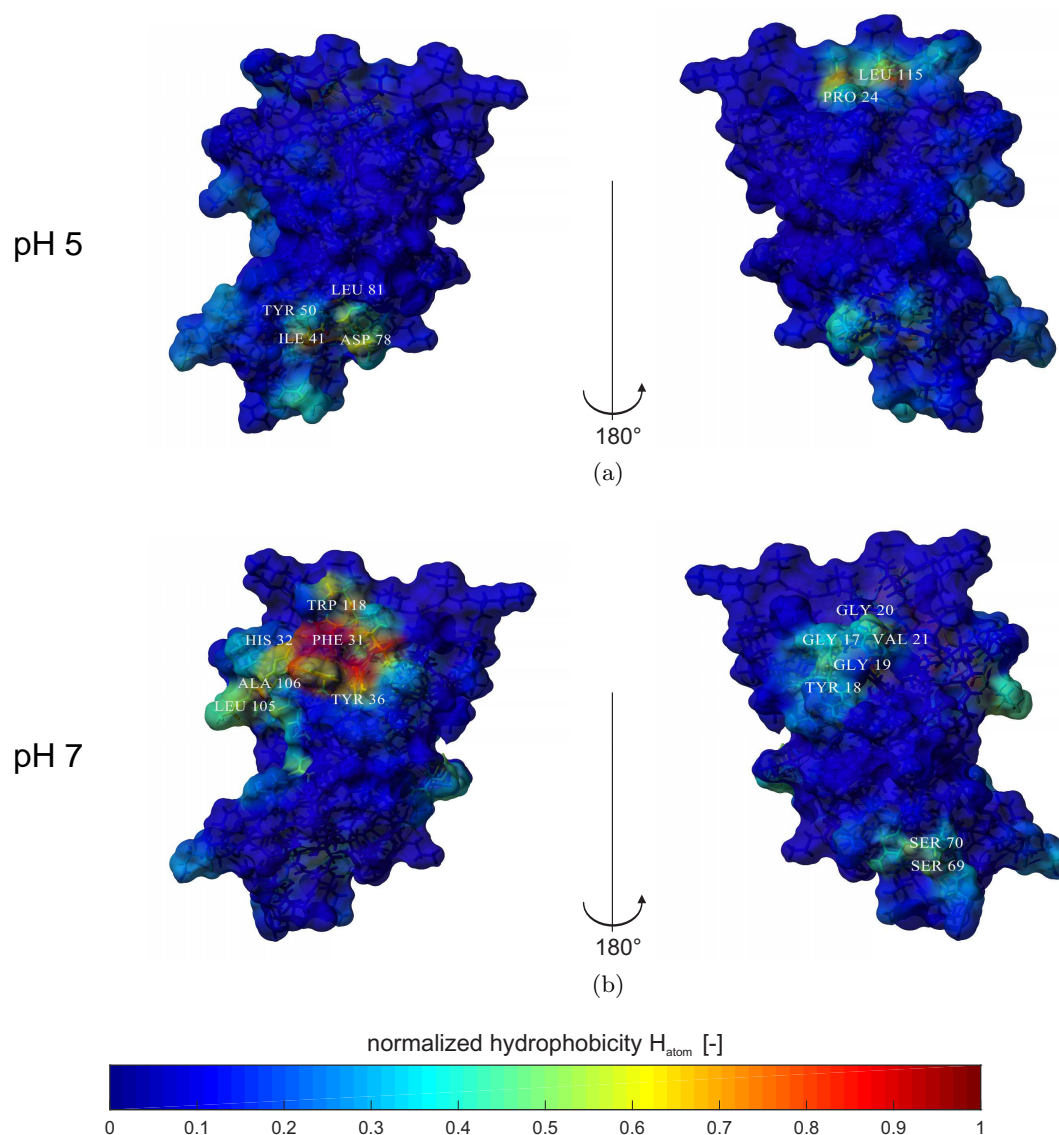 LEU 115
PRO 24
pH 5
LEU 81
TYR 50
ILE 41 ASP 78
180°
(a)
TRP 118
GLY 20
HIS 32 PHE 31
GLY 17 VAL 21
GLY 19
ALA 106
TYR 18
TYR 36
LEU 105
pH 7
SER 70
SER 69
180°
(b)
normalized hydrophobicity H_atom [-]
0 0.1 0.2 0.3 0.4 0.5 0.6 0.7 0.8 0.9 1